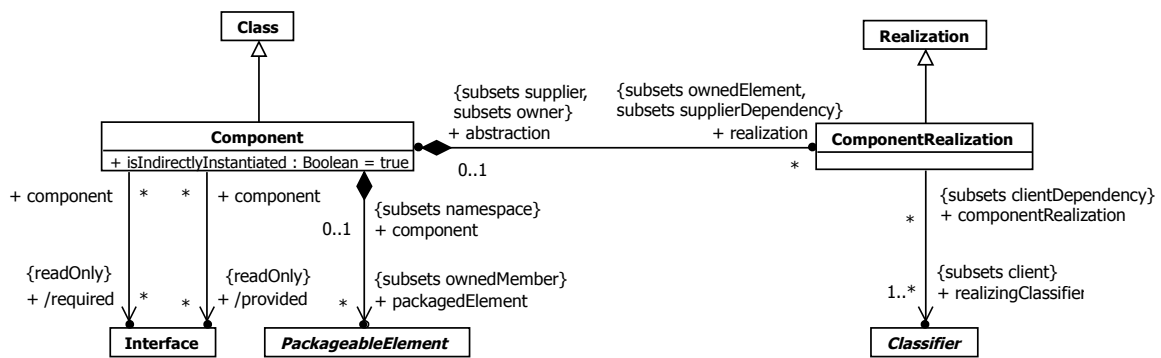 Class
Realization
{subsets supplier,
subsets owner}
+ abstraction
{subsets ownedElement,
subsets supplierDependency}
+ realization
Component
+ isIndirectlyInstantiated : Boolean = true
0..1
*
ComponentRealization
+ component
*
*
+ component
{subsets namespace}
0..1
+ component
{subsets clientDependency}
*
+ componentRealization
{readOnly}
+ /required
*
*
{readOnly}
+ /provided
{subsets ownedMember}
*
+ packagedElement
{subsets client}
1..*
+ realizingClassifier
Interface
PackageableElement
Classifier